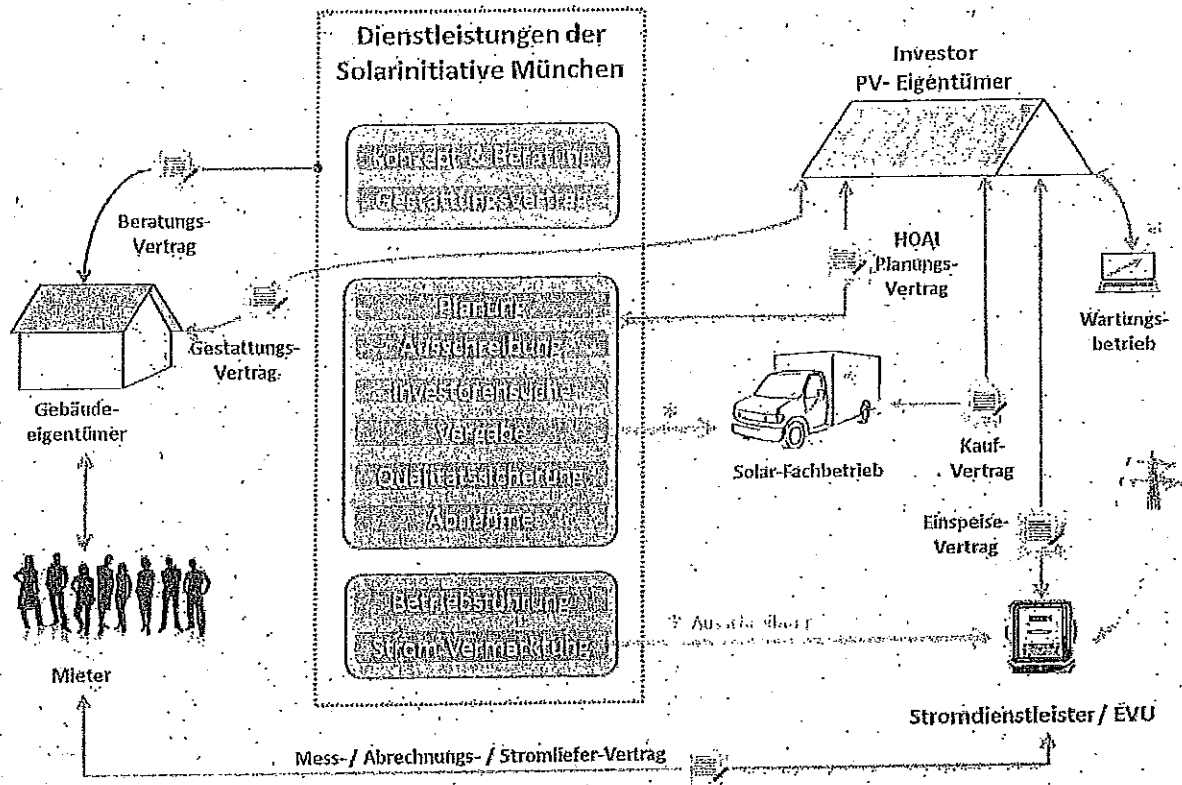 Dienstleistungen der
Solarinitiative München
Konzept & Beratung
Gestattungsvertrag
Planung
Ausschreibung
Investorensuche
Vergabe
Qualitätssicherung
Abnahme
Betriebsführung
Strom-Vermarktung
Beratungs-
Vertrag
Gestattungs-
Vertrag
Gebäude-
eigentümer
Mieter
Investor
PV- Eigentümer
HOAI
Planungs-
Vertrag
Wartungs-
betrieb
*
Solar-Fachbetrieb
Kauf-
Vertrag
Einspeise-
Vertrag
Stromdienstleister / EVU
Mess-/ Abrechnungs- / Stromliefer-Vertrag